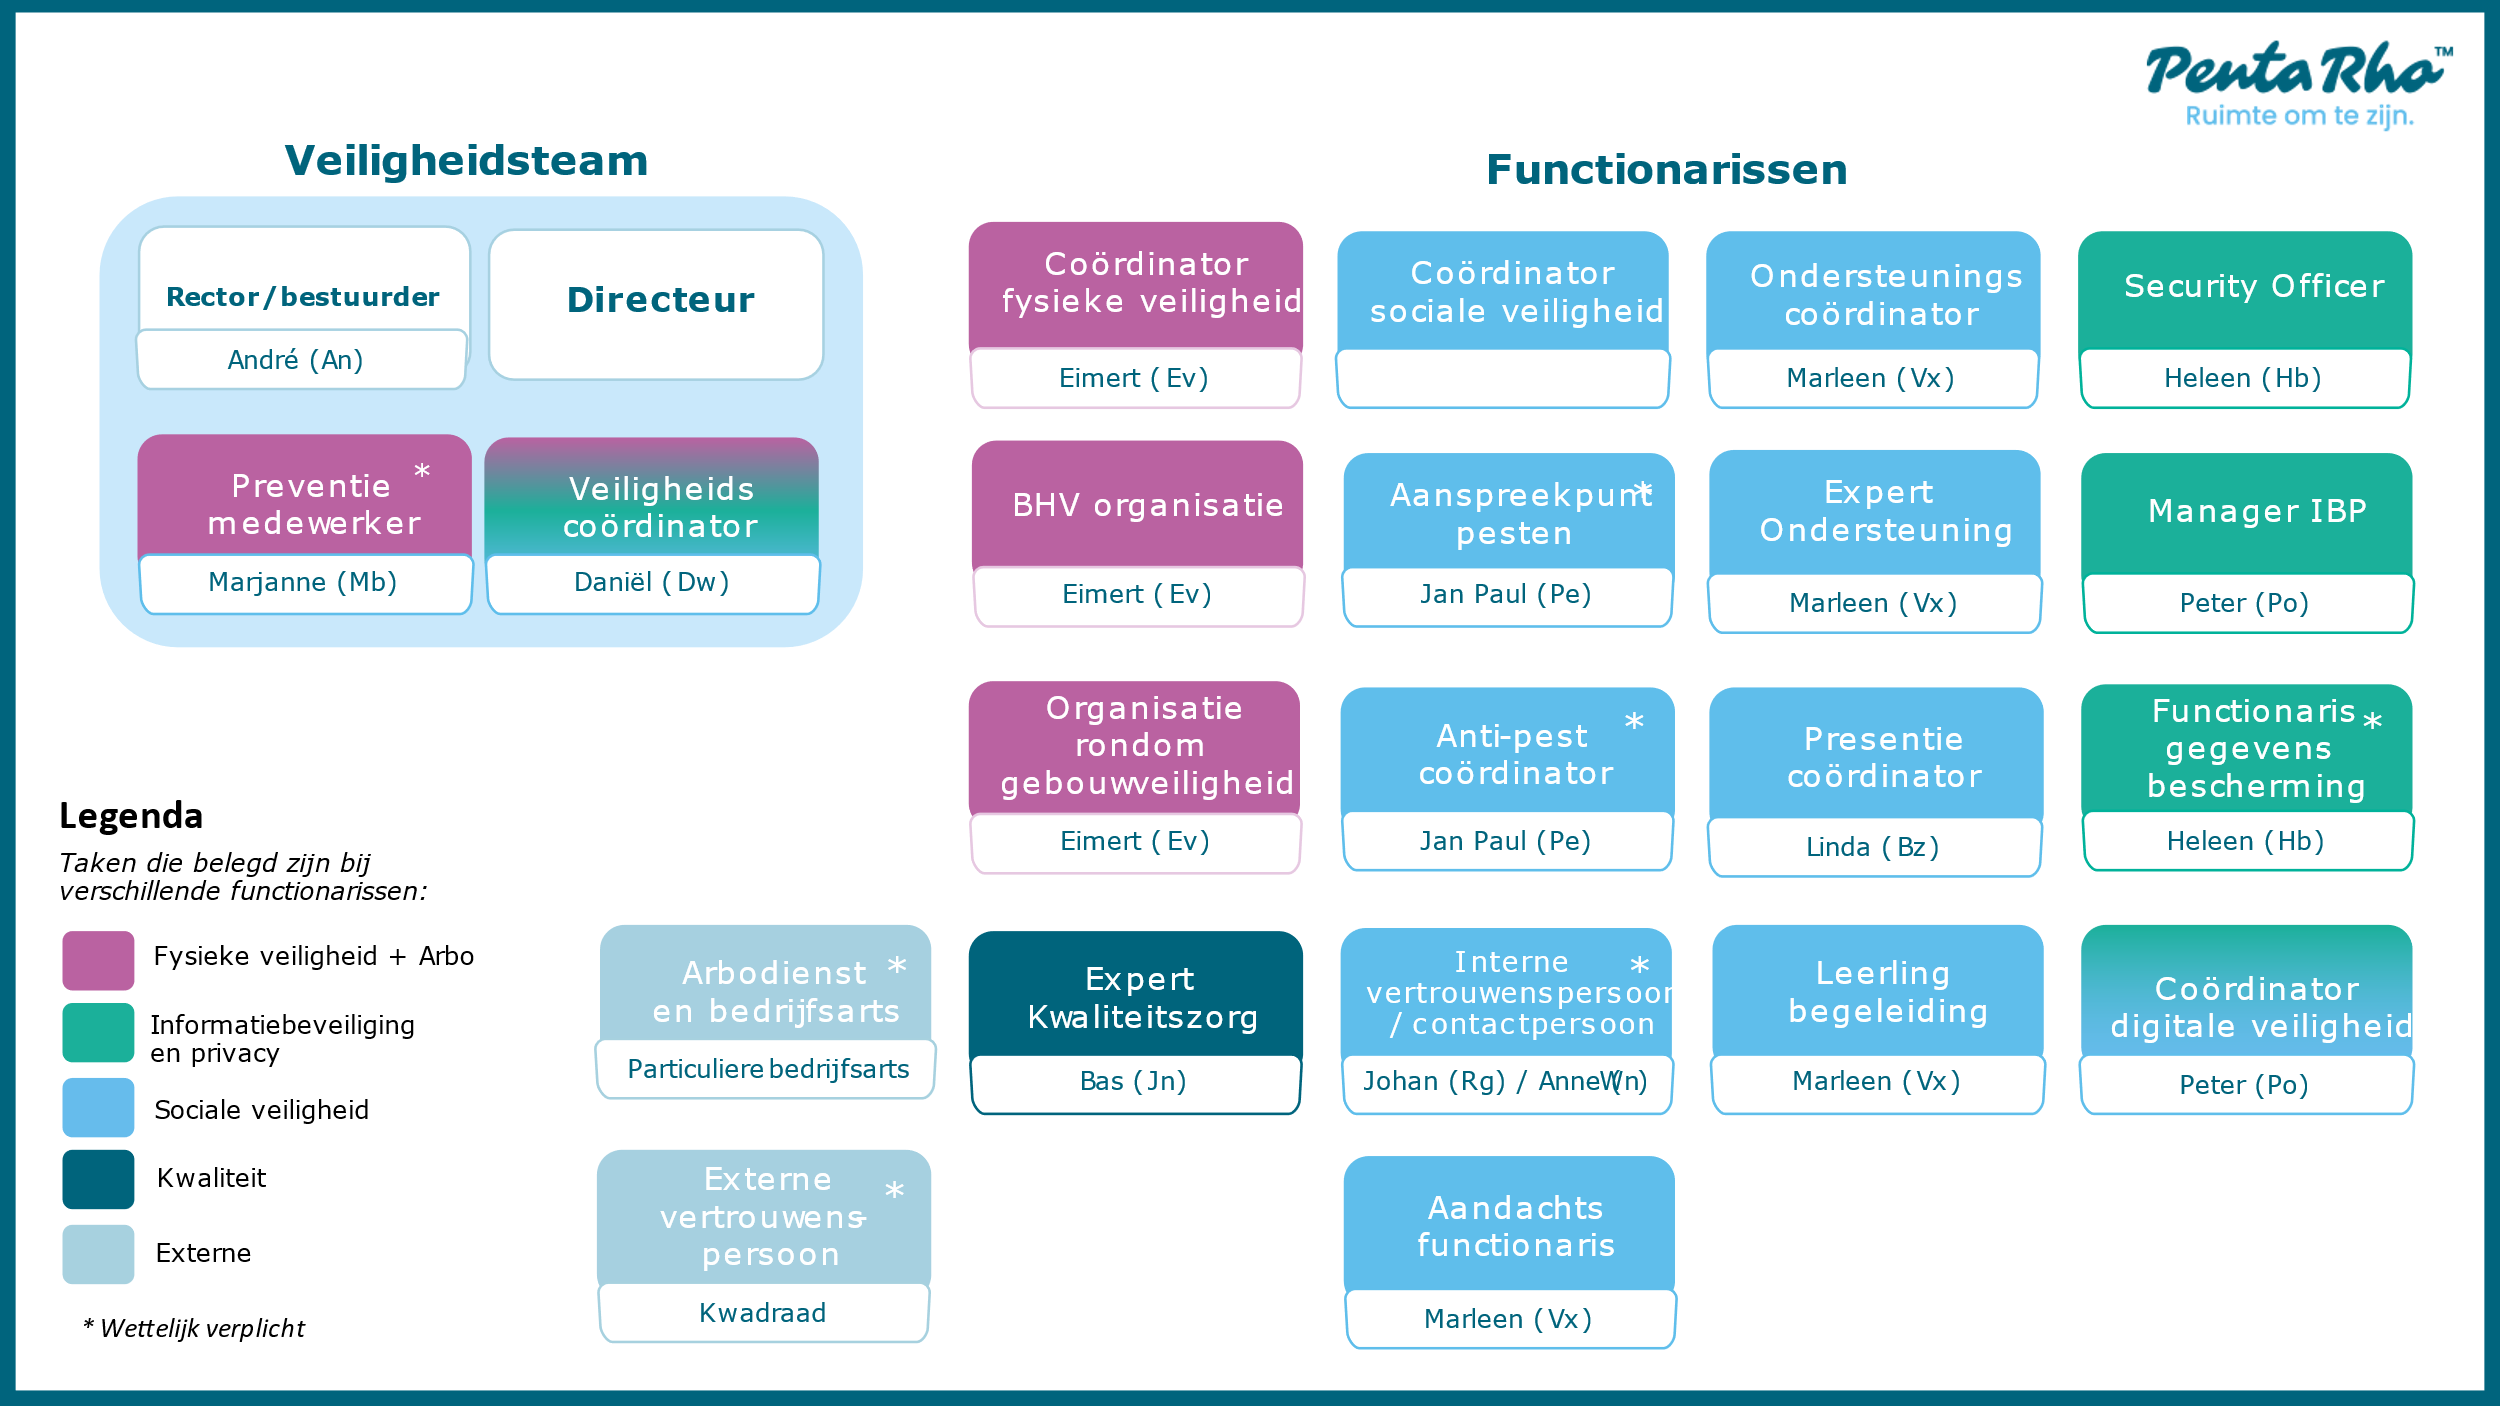 Penta Rho™
Ruimte om te zijn.
Veiligheidsteam
Rector/bestuurder
André (An)
Directeur
Preventie *
medewerker
Marjanne (Mb)
Veiligheids
coördinator
Daniël (Dw)
Functionarissen
Coördinator
fysieke veiligheid
Eimert (Ev)
Coördinator
sociale veiligheid
Ondersteunings
coördinator
Marleen (Vx)
Security Officer
Heleen (Hb)
BHV organisatie
Eimert (Ev)
Aanspreekpunt *
pesten
Jan Paul (Pe)
Expert
Ondersteuning
Marleen (Vx)
Manager IBP
Peter (Po)
Organisatie
rondom
gebouwveiligheid
Eimert (Ev)
Anti-pest *
coördinator
Jan Paul (Pe)
Presentie
coördinator
Linda (Bz)
Functionaris *
gegevens
bescherming
Heleen (Hb)
Arbodienst *
en bedrijfsarts
Particuliere bedrijfsarts
Expert
Kwaliteitszorg
Bas (Jn)
Interne *
vertrouwenspersoon
/ contactpersoon
Johan (Rg) / Anne (Wn)
Leerling
begeleiding
Marleen (Vx)
Coördinator
digitale veiligheid
Peter (Po)
Externe *
vertrouwens-
persoon
Kwadraad
Aandachts
functionaris
Marleen (Vx)
Legenda
Taken die belegd zijn bij
verschillende functionarissen:
Fysieke veiligheid + Arbo
Informatiebeveiliging
en privacy
Sociale veiligheid
Kwaliteit
Externe
* Wettelijk verplicht